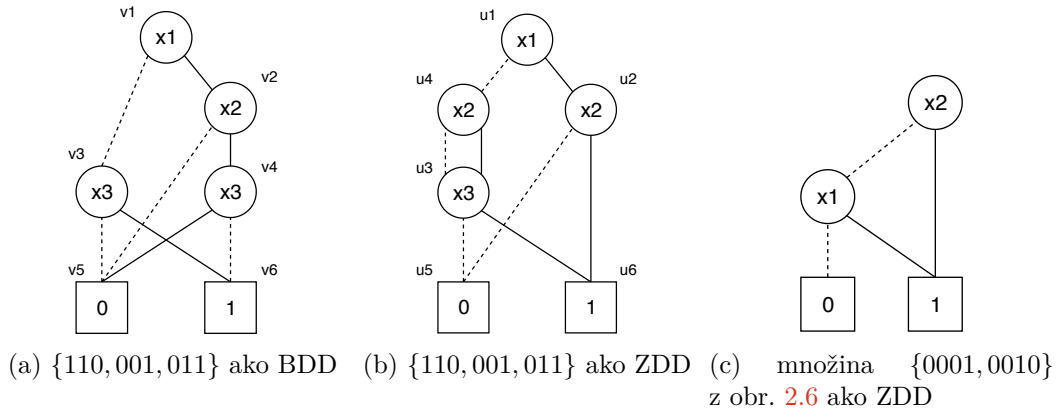 v1
x1
v2
x2
v3
x3
v4
x3
v5
0
v6
1
u1
x1
u4
x2
u2
x2
u3
x3
u5
0
u6
1
x2
x1
0
1
(a) {110, 001, 011} ako BDD
(b) {110, 001, 011} ako ZDD
(c) množina {0001, 0010}
z obr. 2.6 ako ZDD